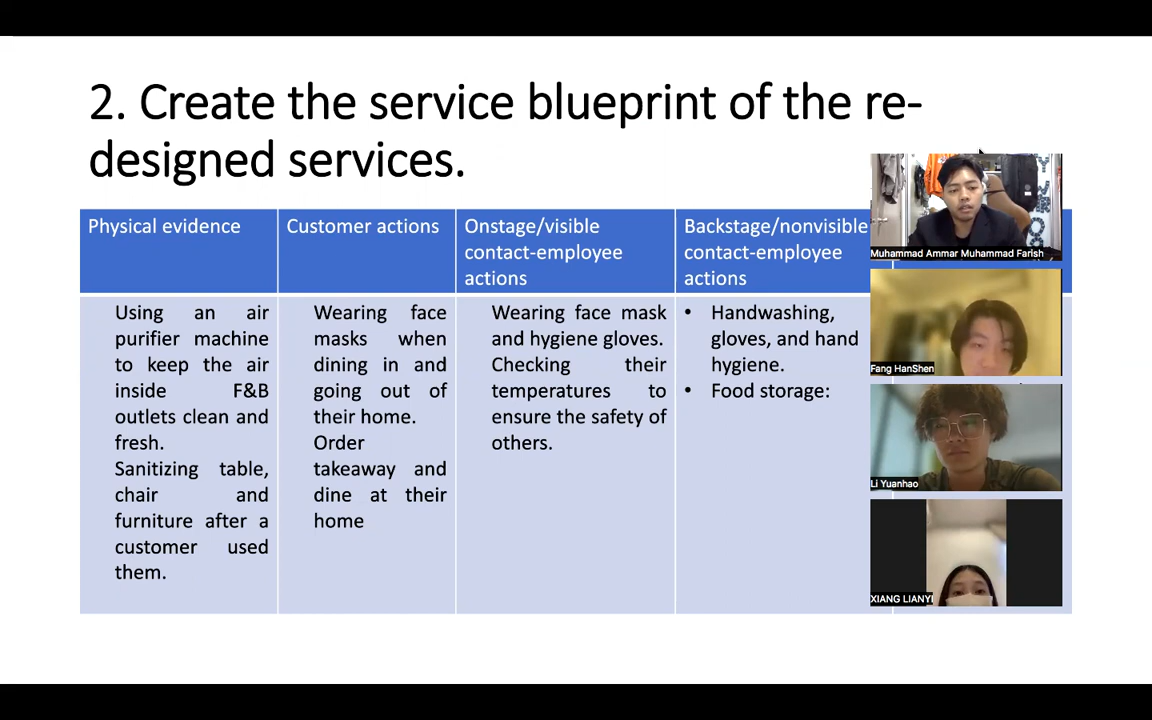 2. Create the service blueprint of the re-
designed services.
Physical evidence
Customer actions
Onstage/visible
contact-employee
actions
Backstage/nonvisible
contact-employee
actions
Using an air
purifier machine
to keep the air
inside F&B
outlets clean and
fresh.
Sanitizing table,
chair and
furniture after a
customer used
them.
Wearing face
masks when
dining in and
going out of
their home.
Order
takeaway and
dine at their
home
Wearing face mask
and hygiene gloves.
Checking their
temperatures to
ensure the safety of
others.
• Handwashing,
gloves, and hand
hygiene.
• Food storage:
Muhammad Ammar Muhammad Farish
Fang HanShen
Li Yuanhao
XIANG LIANYI